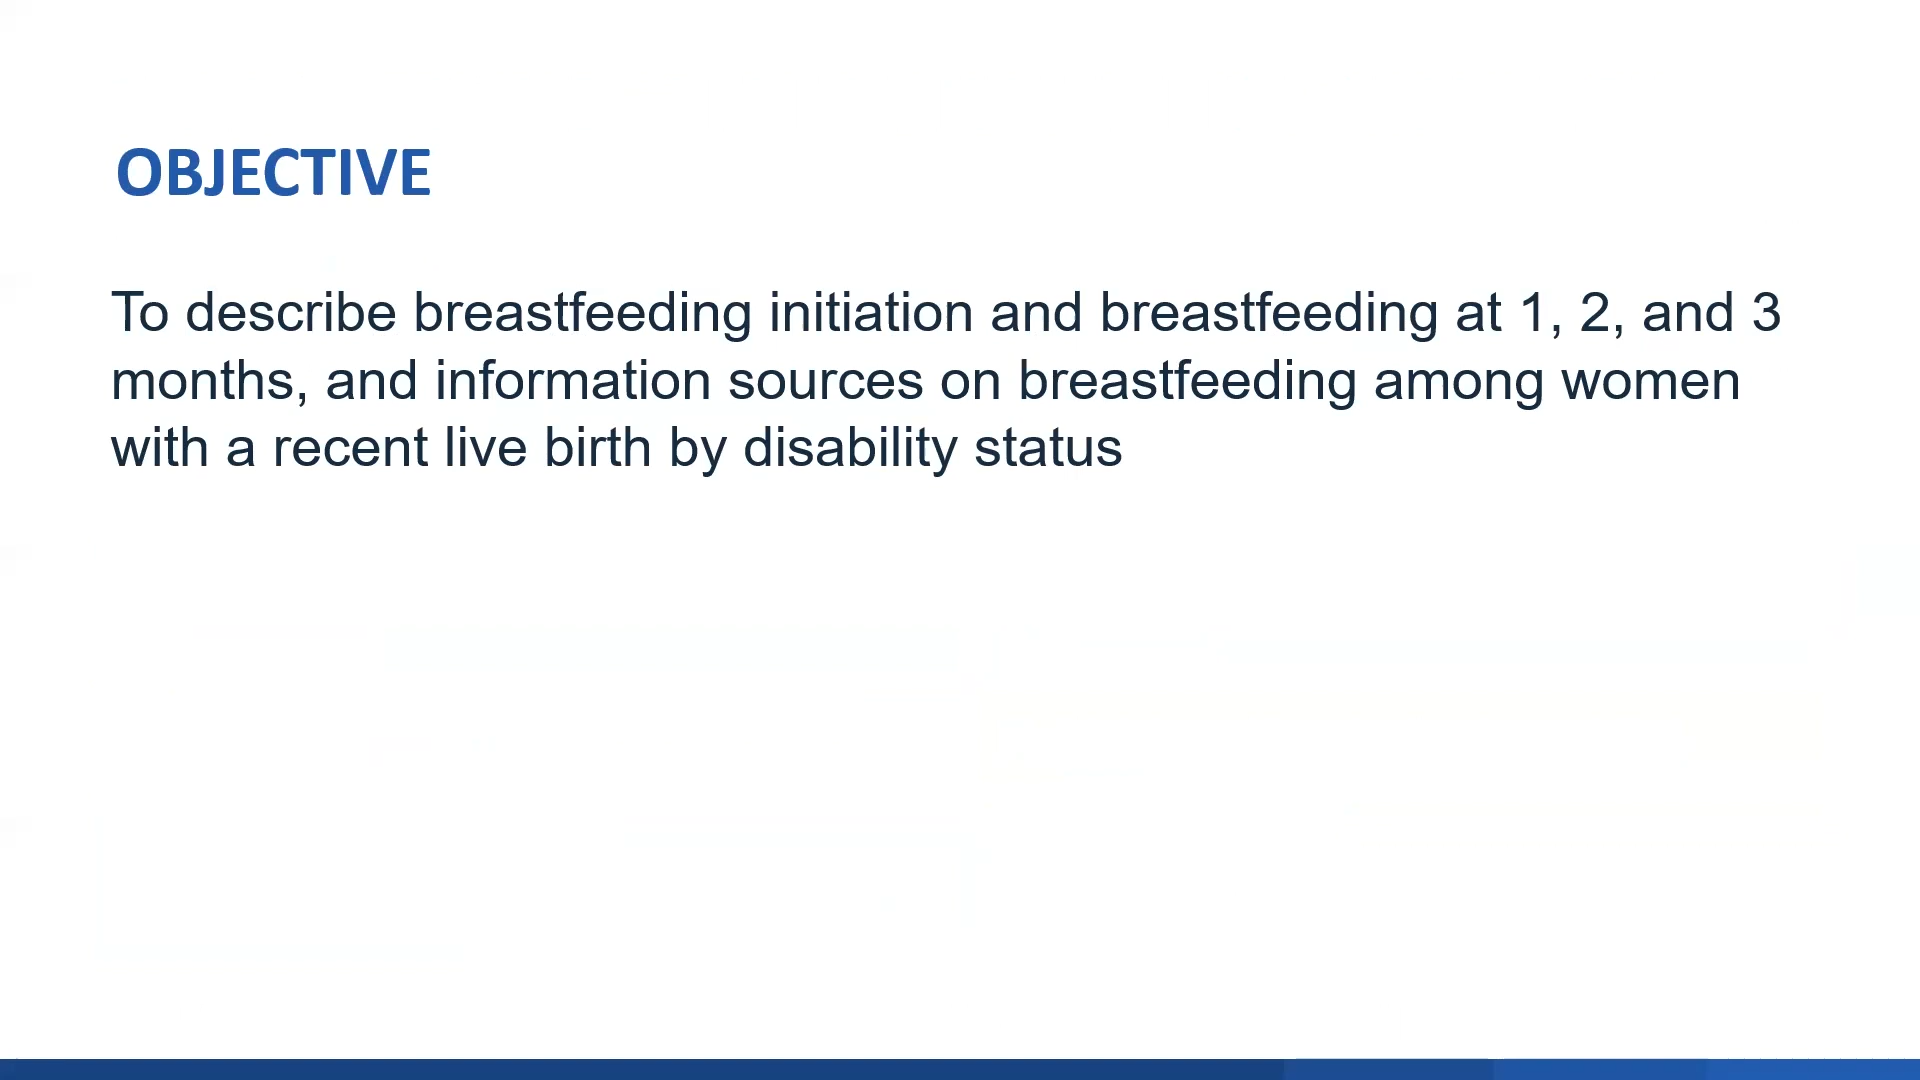 OBJECTIVE
To describe breastfeeding initiation and breastfeeding at 1, 2, and 3
months, and information sources on breastfeeding among women
with a recent live birth by disability status